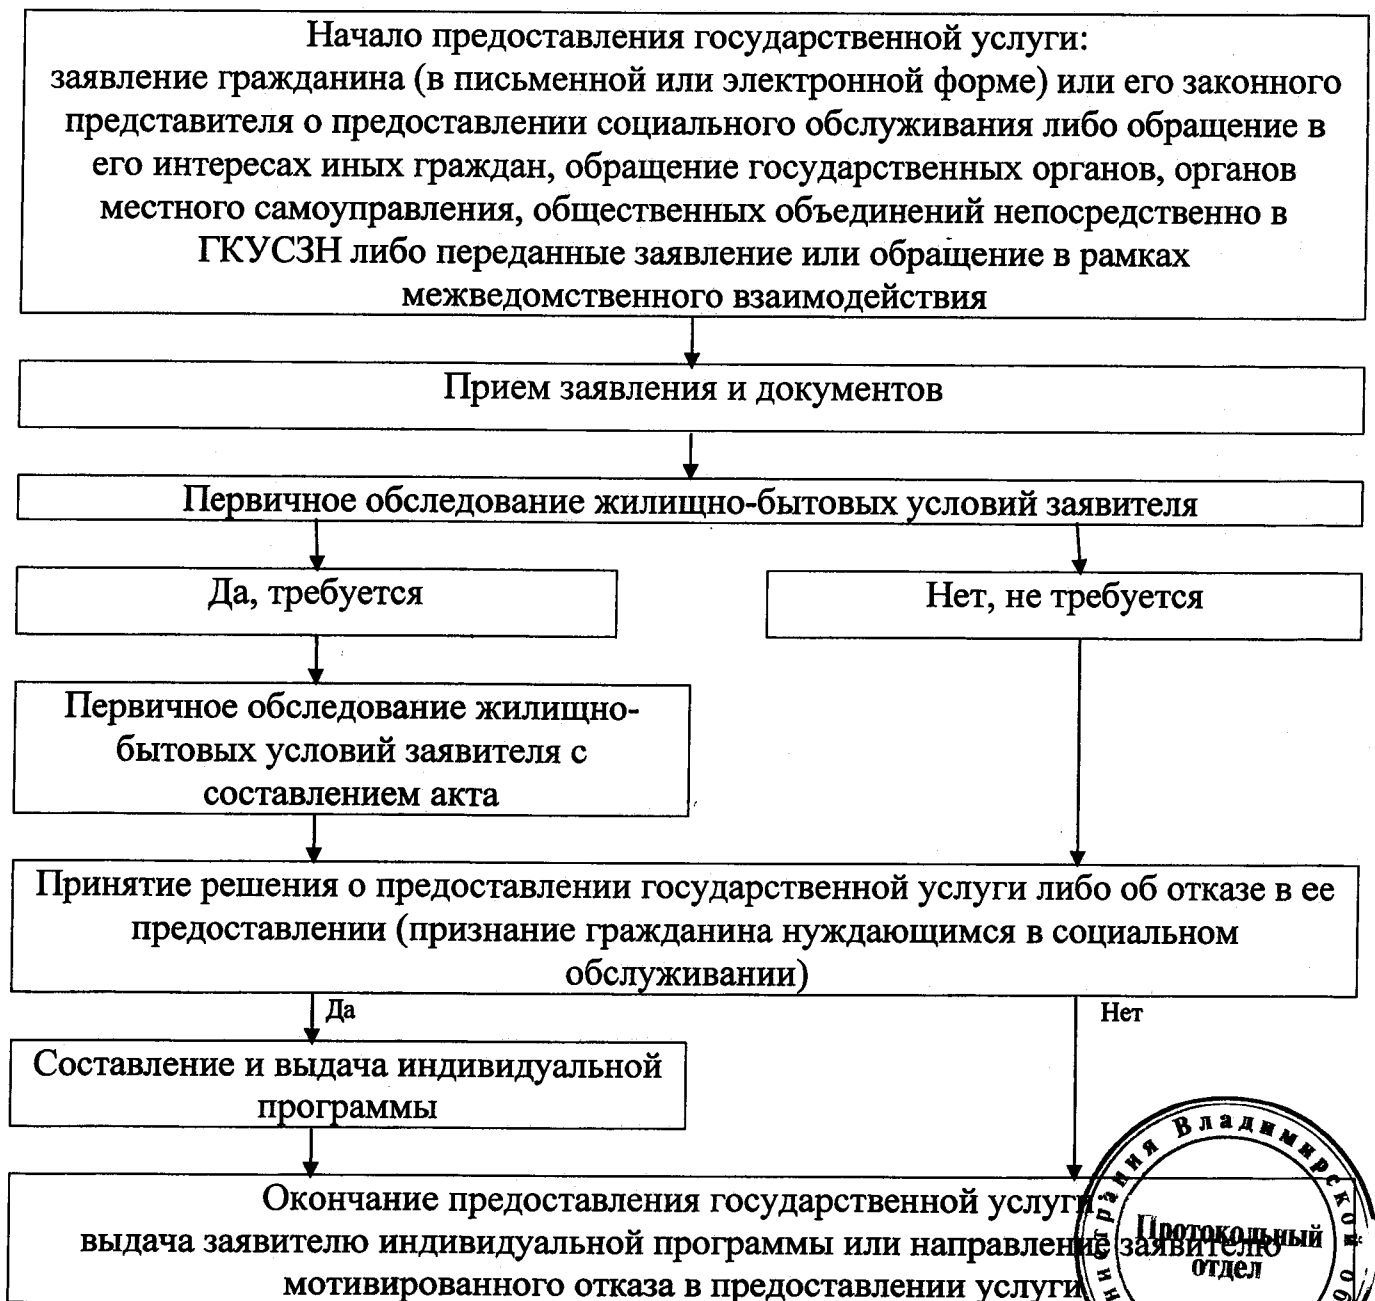 Начало предоставления государственной услуги:
заявление гражданина (в письменной или электронной форме) или его законного
представителя о предоставлении социального обслуживания либо обращение в
его интересах иных граждан, обращение государственных органов, органов
местного самоуправления, общественных объединений непосредственно в
ГКУСЗН либо переданные заявление или обращение в рамках
межведомственного взаимодействия
Прием заявления и документов
Первичное обследование жилищно-бытовых условий заявителя
Да, требуется
Нет, не требуется
Первичное обследование жилищно-
бытовых условий заявителя с
составлением акта
Принятие решения о предоставлении государственной услуги либо об отказе в ее
предоставлении (признание гражданина нуждающимся в социальном
обслуживании)
Да
Нет
Составление и выдача индивидуальной
программы
Окончание предоставления государственной услуги
выдача заявителю индивидуальной программы или направление заявителю
мотивированного отказа в предоставлении услуги
Владимирской
Протокольный
отдел